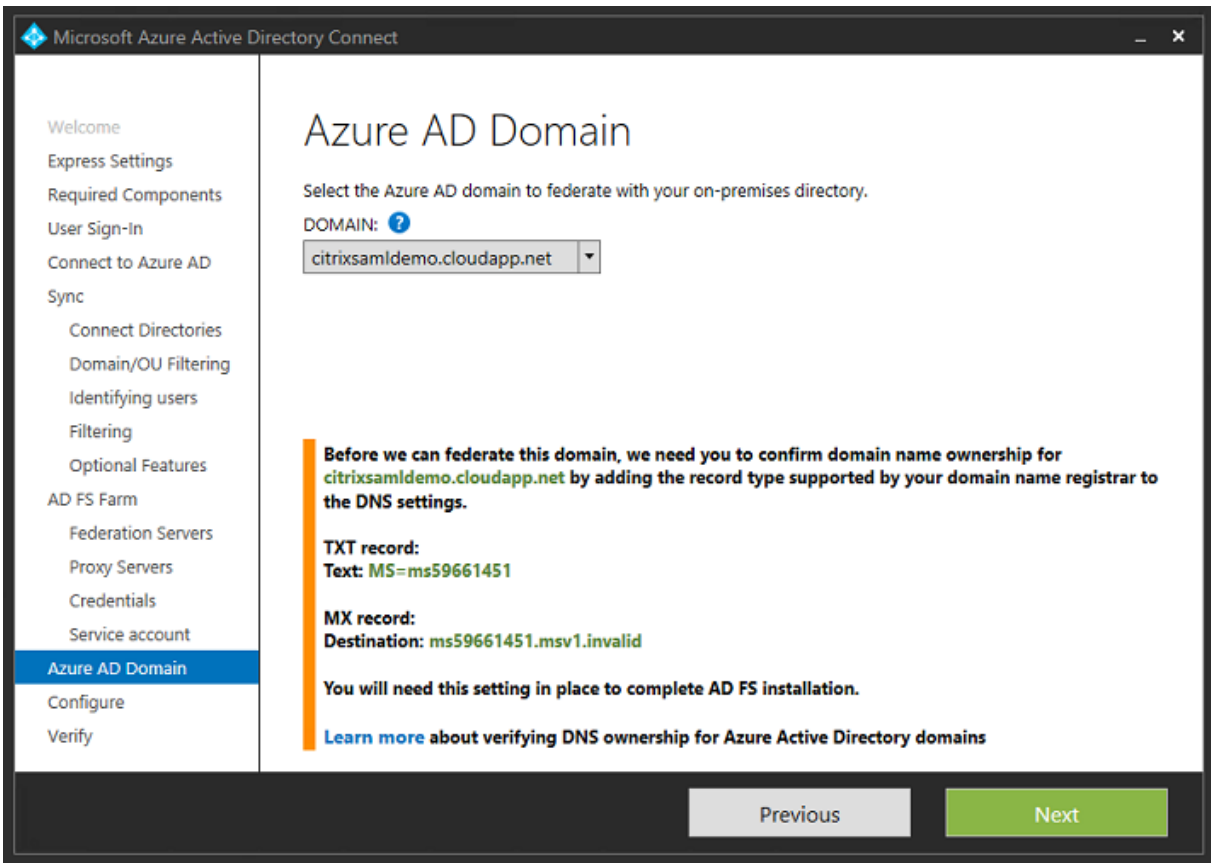 Microsoft Azure Active Directory Connect
Welcome
Express Settings
Required Components
User Sign-In
Connect to Azure AD
Sync
Connect Directories
Domain/OU Filtering
Identifying users
Filtering
Optional Features
AD FS Farm
Federation Servers
Proxy Servers
Credentials
Service account
Azure AD Domain
Configure
Verify
Azure AD Domain
Select the Azure AD domain to federate with your on-premises directory.
DOMAIN: ?
citrixsamldemo.cloudapp.net
Before we can federate this domain, we need you to confirm domain name ownership for
citrixsamldemo.cloudapp.net by adding the record type supported by your domain name registrar to
the DNS settings.
TXT record:
Text: MS=ms59661451
MX record:
Destination: ms59661451.msv1.invalid
You will need this setting in place to complete AD FS installation.
Learn more about verifying DNS ownership for Azure Active Directory domains
Previous
Next